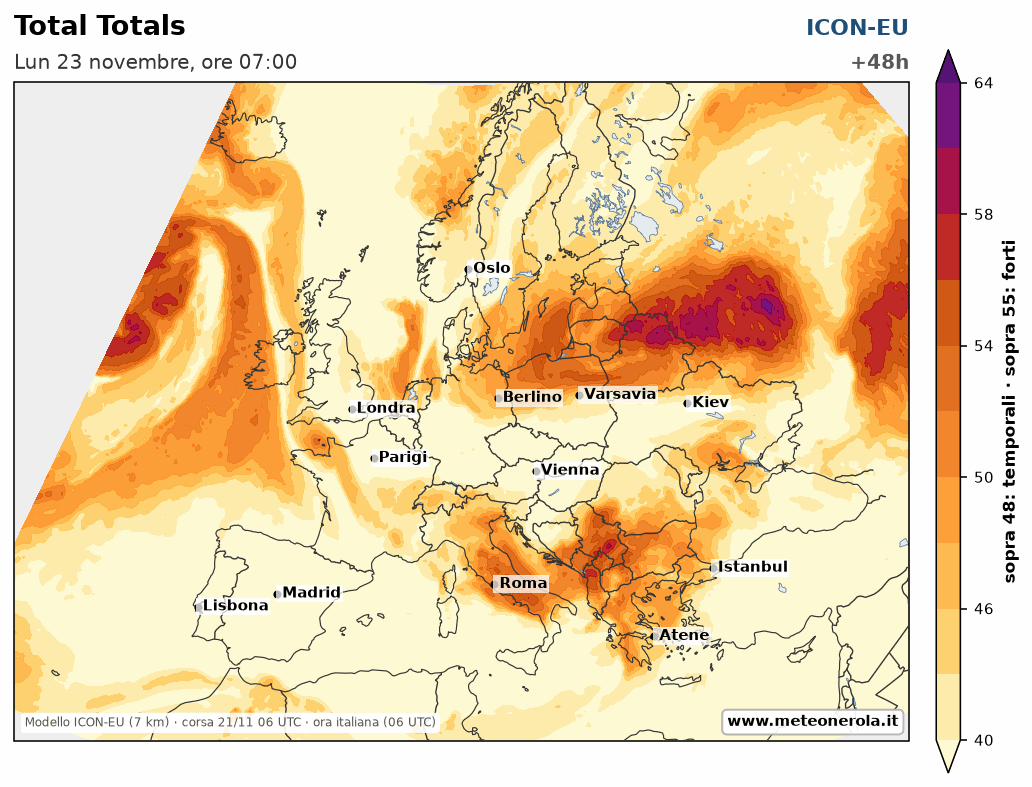 Total Totals
ICON-EU
Lun 23 novembre, ore 07:00
+48h
64
58
54
50
46
40
sopra 48: temporali · sopra 55: forti
Oslo
Berlino
Varsavia
Kiev
Londra
Parigi
Vienna
Istanbul
Roma
Madrid
Lisbona
Atene
Modello ICON-EU (7 km) · corsa 21/11 06 UTC · ora italiana (06 UTC)
www.meteonerola.it